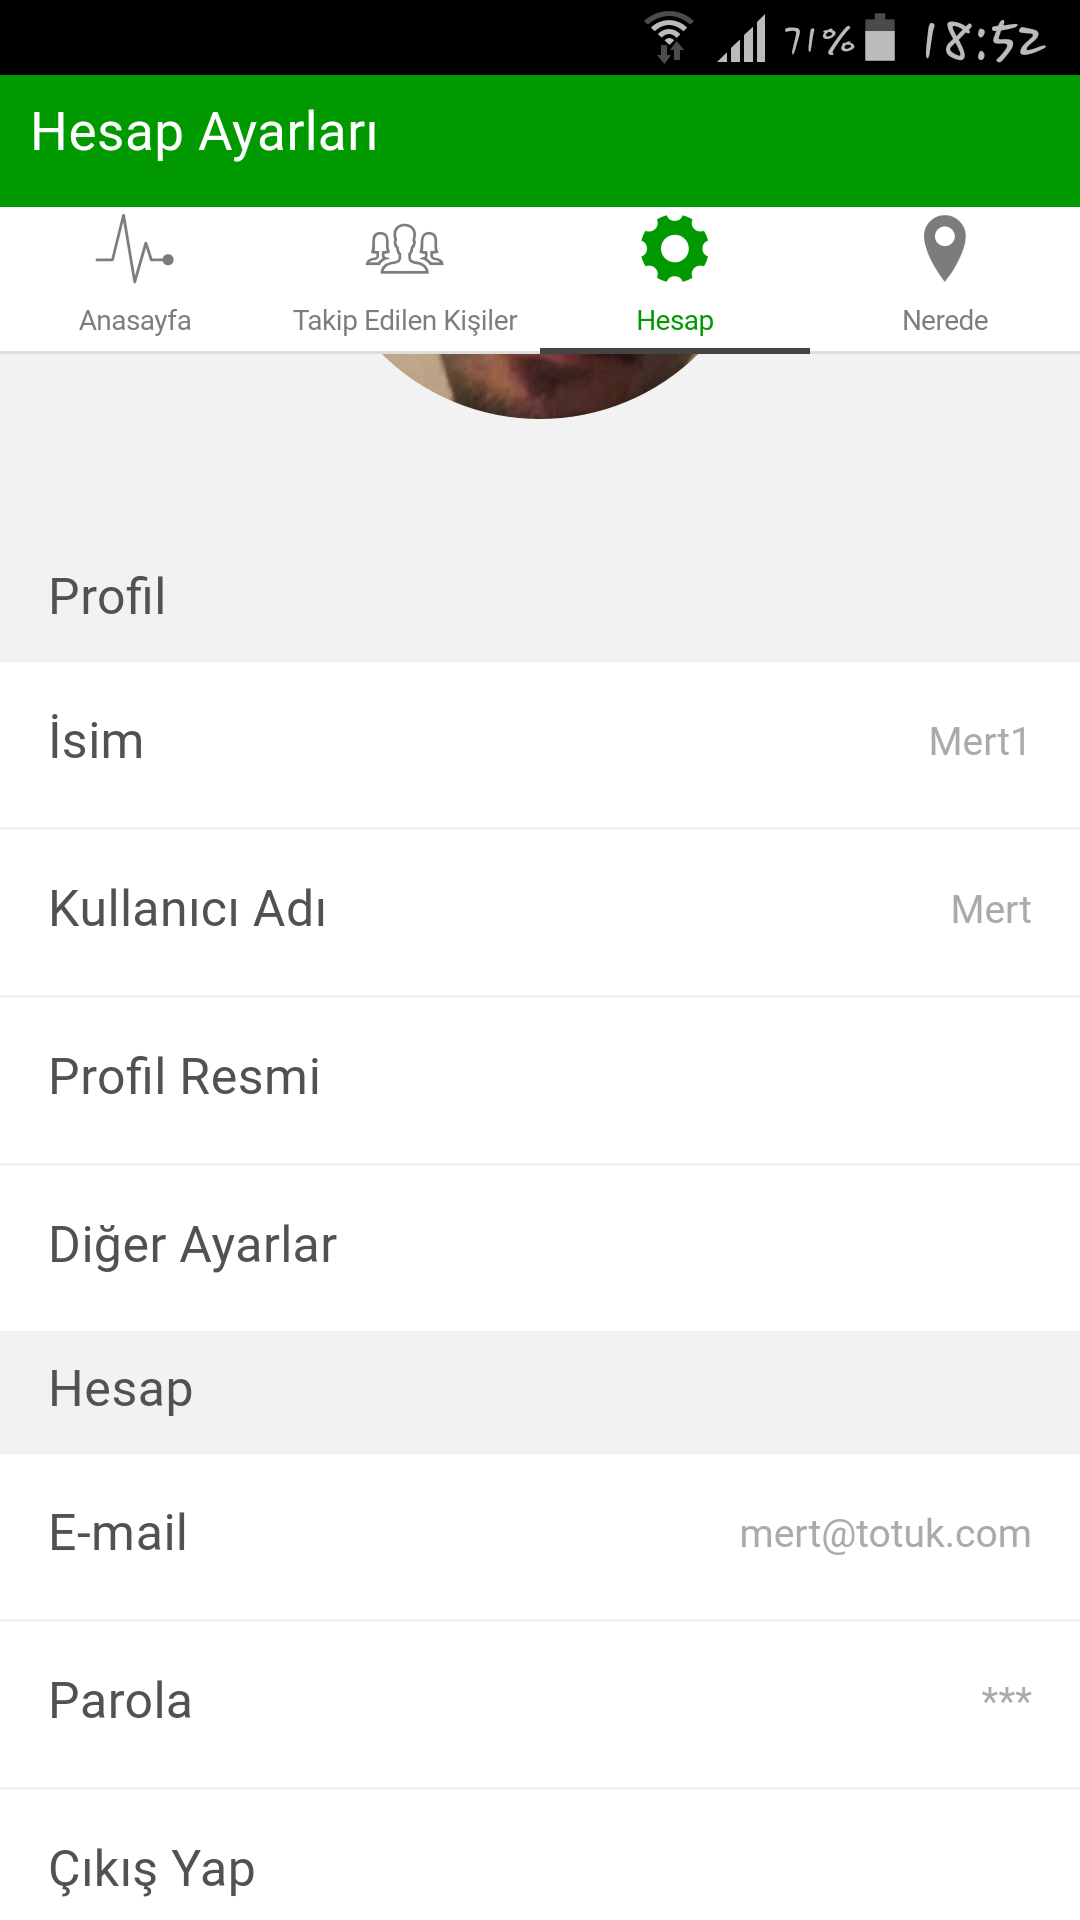 71% 18:52
Hesap Ayarları
Anasayfa Takip Edilen Kişiler Hesap Nerede
Profil
İsim Mert1
Kullanıcı Adı Mert
Profil Resmi
Diğer Ayarlar
Hesap
E-mail mert@totuk.com
Parola ***
Çıkış Yap